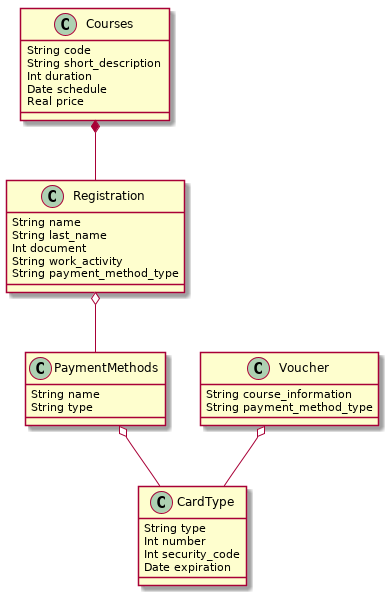 C Courses
String code
String short_description
Int duration
Date schedule
Real price
C Registration
String name
String last_name
Int document
String work_activity
String payment_method_type
C PaymentMethods
String name
String type
C Voucher
String course_information
String payment_method_type
C CardType
String type
Int number
Int security_code
Date expiration